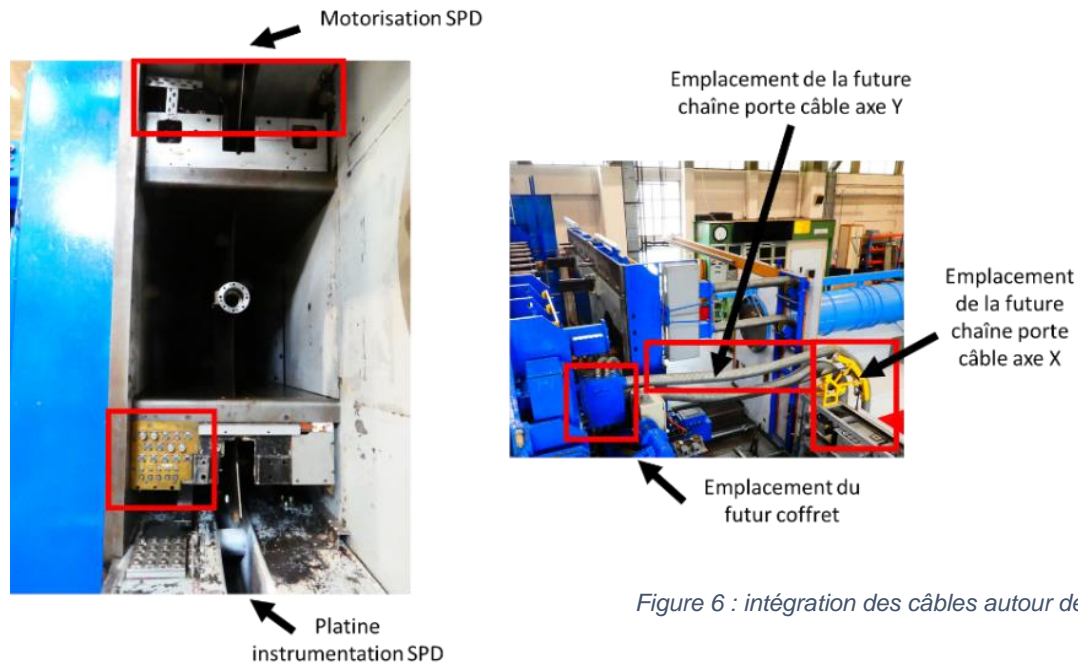 Motorisation SPD
Emplacement de la future
chaîne porte câble axe Y
Emplacement
de la future
chaîne porte
câble axe X
Emplacement du
futur coffret
Figure 6 : intégration des câbles autour de
Platine
instrumentation SPD